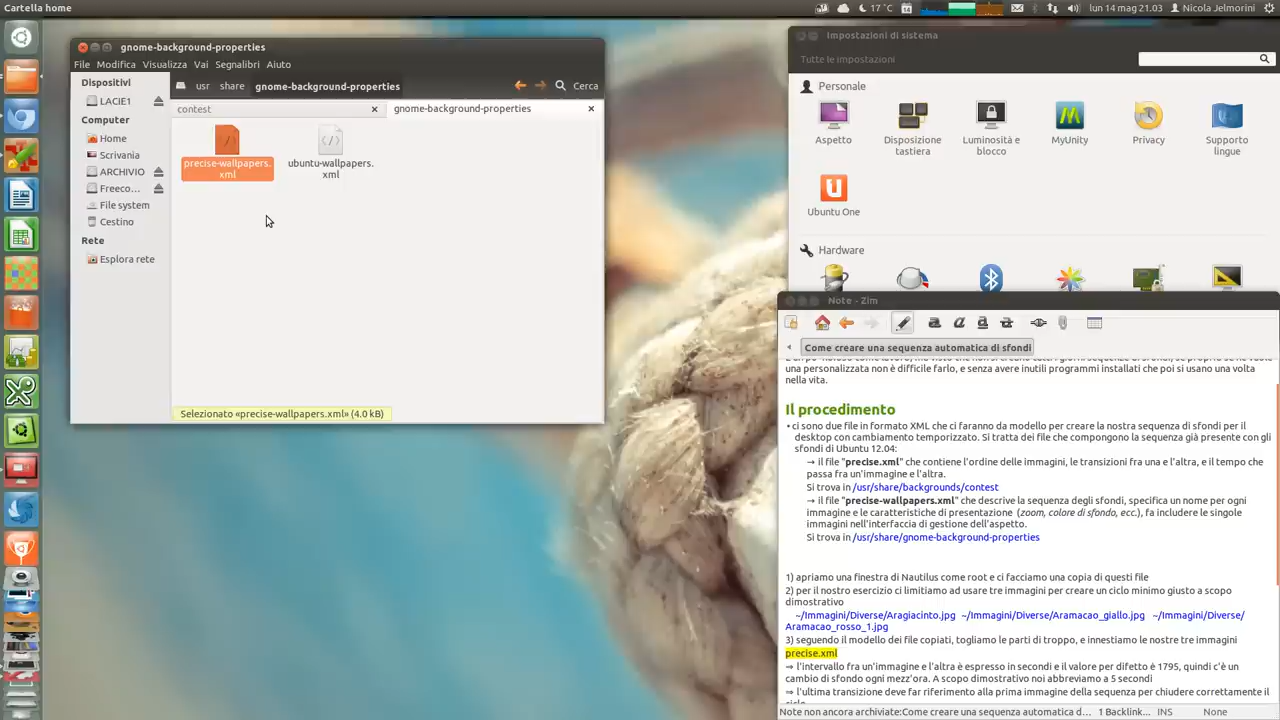 Cartella home
17 °C
lun 14 mag 21.03
Nicola Jelmorini
gnome-background-properties
File Modifica Visualizza Vai Segnalibri Aiuto
Dispositivi
LACIE1
Computer
Home
Scrivania
ARCHIVIO
Freeco...
File system
Cestino
Rete
Esplora rete
usr share gnome-background-properties
Cerca
contest
gnome-background-properties
precise-wallpapers.
xml
ubuntu-wallpapers.
xml
Selezionato «precise-wallpapers.xml» (4.0 kB)
Impostazioni di sistema
Tutte le impostazioni
Personale
Aspetto
Disposizione
tastiera
Luminosità e
blocco
MyUnity
Privacy
Supporto
lingue
Ubuntu One
Hardware
Note - Zim
Come creare una sequenza automatica di sfondi
una personalizzata non è difficile farlo, e senza avere inutili programmi installati che poi si usano una volta
nella vita.
Il procedimento
• ci sono due file in formato XML che ci faranno da modello per creare la nostra sequenza di sfondi per il
desktop con cambiamento temporizzato. Si tratta dei file che compongono la sequenza già presente con gli
sfondi di Ubuntu 12.04:
→ il file "precise.xml" che contiene l'ordine delle immagini, le transizioni fra una e l'altra, e il tempo che
passa fra un'immagine e l'altra.
Si trova in /usr/share/backgrounds/contest
→ il file "precise-wallpapers.xml" che descrive la sequenza degli sfondi, specifica un nome per ogni
immagine e le caratteristiche di presentazione (zoom, colore di sfondo, ecc.), fa includere le singole
immagini nell'interfaccia di gestione dell'aspetto.
Si trova in /usr/share/gnome-background-properties
1) apriamo una finestra di Nautilus come root e ci facciamo una copia di questi file
2) per il nostro esercizio ci limitiamo ad usare tre immagini per creare un ciclo minimo giusto a scopo
dimostrativo
~/Immagini/Diverse/Aragiacinto.jpg ~/Immagini/Diverse/Aramacao_giallo.jpg ~/Immagini/Diverse/
Aramacao_rosso_1.jpg
3) seguendo il modello dei file copiati, togliamo le parti di troppo, e innestiamo le nostre tre immagini
precise.xml
⇒ l'intervallo fra un'immagine e l'altra è espresso in secondi e il valore per difetto è 1795, quindi c'è un
cambio di sfondo ogni mezz'ora. A scopo dimostrativo noi abbreviamo a 5 secondi
⇒ l'ultima transizione deve far riferimento alla prima immagine della sequenza per chiudere correttamente il
Note non ancora archiviate:Come creare una sequenza automatica d... 1 Backlink... INS None